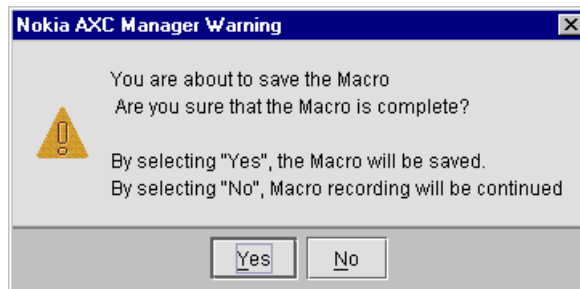 Nokia AXC Manager Warning
You are about to save the Macro
Are you sure that the Macro is complete?
By selecting "Yes", the Macro will be saved.
By selecting "No", Macro recording will be continued
Yes No